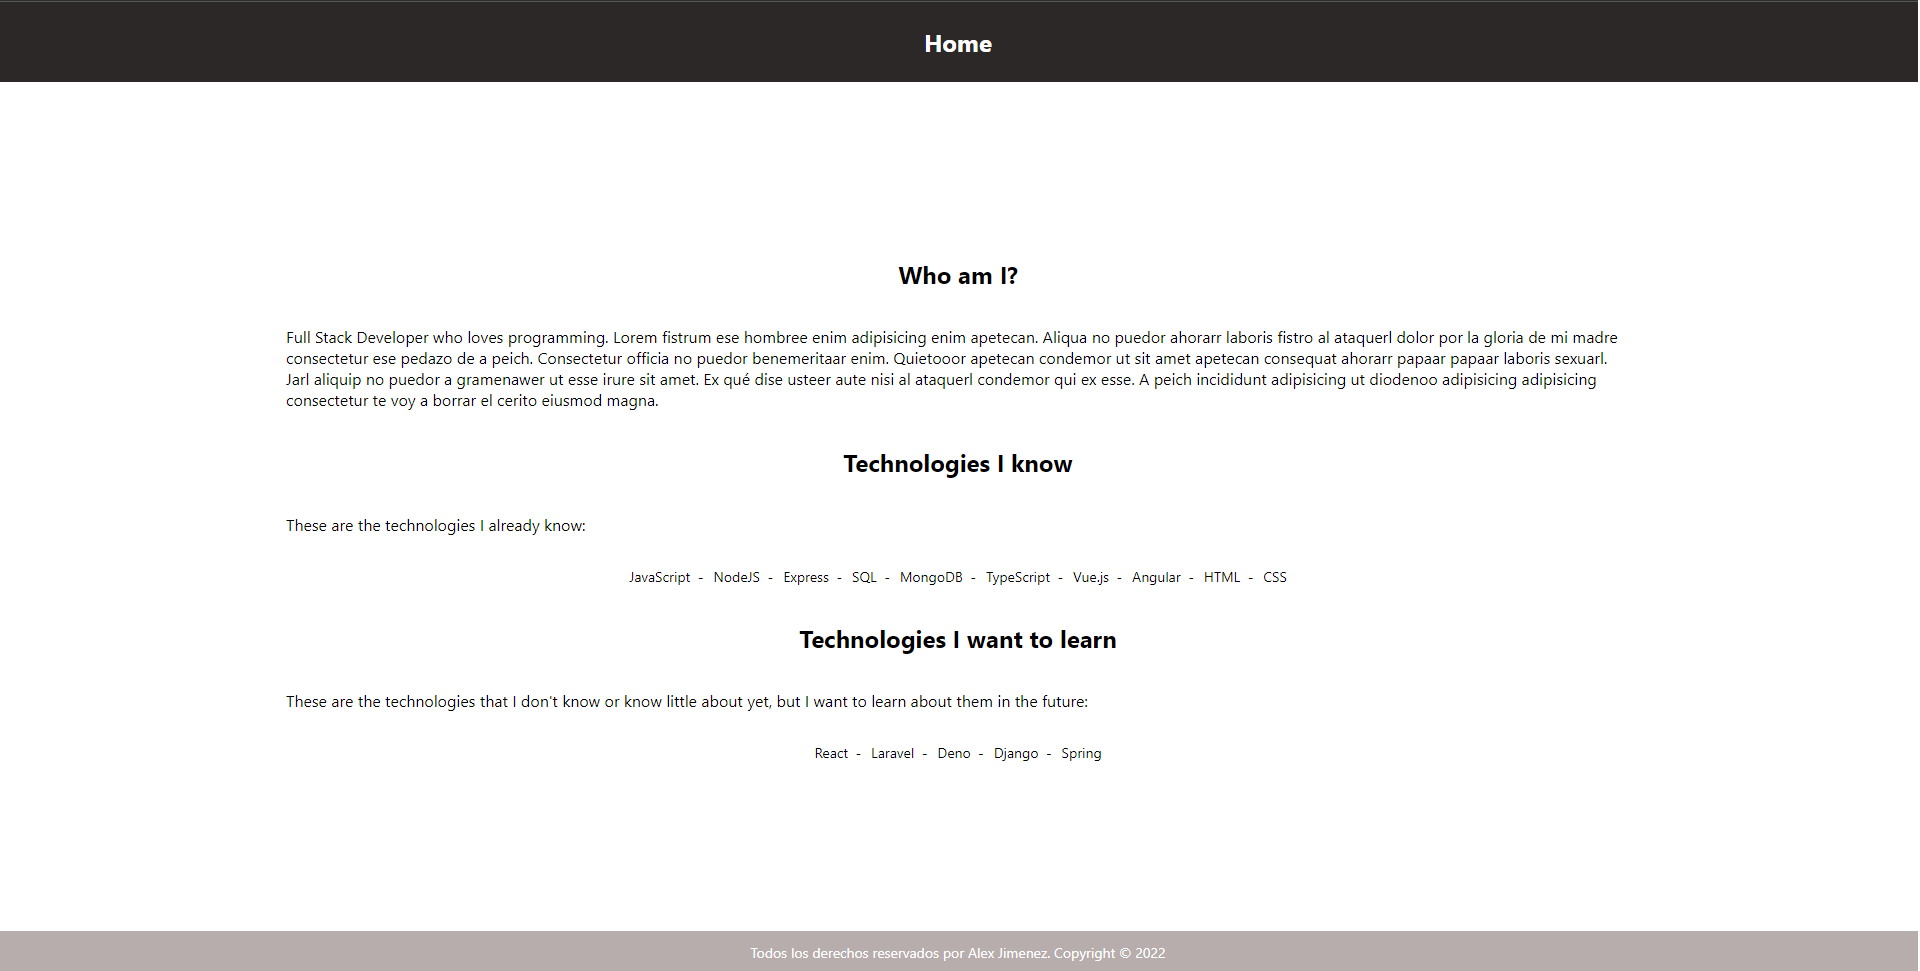 Home
Who am I?
Full Stack Developer who loves programming. Lorem fistrum ese hombree enim adipisicing enim apetecan. Aliqua no puedor ahorarr laboris fistro al ataquerl dolor por la gloria de mi madre
consectetur ese pedazo de a peich. Consectetur officia no puedor benemeritaar enim. Quietooor apetecan condemor ut sit amet apetecan consequat ahorarr papaar papaar laboris sexuarl.
Jarl aliquip no puedor a gramenawer ut esse irure sit amet. Ex qué dise usteer aute nisi al ataquerl condemor qui ex esse. A peich incididunt adipisicing ut diodenoo adipisicing adipisicing
consectetur te voy a borrar el cerito eiusmod magna.
Technologies I know
These are the technologies I already know:
JavaScript - NodeJS - Express - SQL - MongoDB - TypeScript - Vue.js - Angular - HTML - CSS
Technologies I want to learn
These are the technologies that I don't know or know little about yet, but I want to learn about them in the future:
React - Laravel - Deno - Django - Spring
Todos los derechos reservados por Alex Jimenez. Copyright © 2022